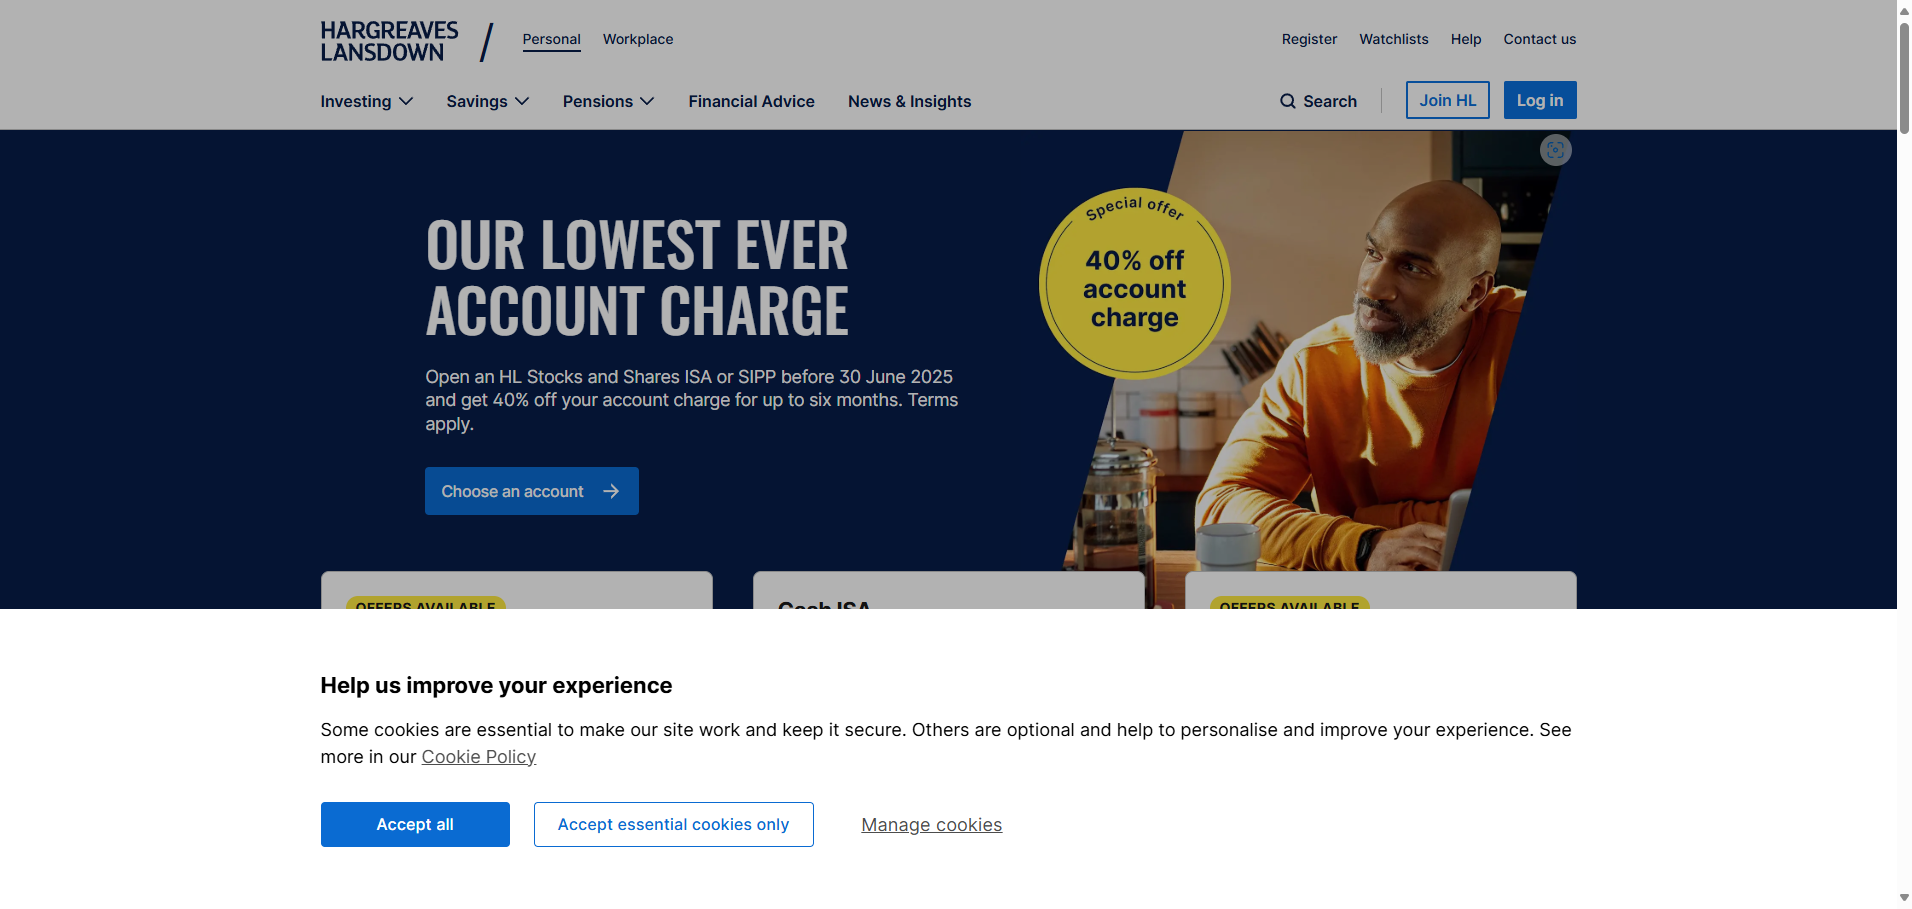 HARGREAVES
LANSDOWN
Personal
Workplace
Register
Watchlists
Help
Contact us
Investing
Savings
Pensions
Financial Advice
News & Insights
Search
Join HL
Log in
OUR LOWEST EVER
ACCOUNT CHARGE
Open an HL Stocks and Shares ISA or SIPP before 30 June 2025
and get 40% off your account charge for up to six months. Terms
apply.
Choose an account
Special offer
40% off
account
charge
OFFERS AVAILABLE
Cash ISA
OFFERS AVAILABLE
Help us improve your experience
Some cookies are essential to make our site work and keep it secure. Others are optional and help to personalise and improve your experience. See
more in our Cookie Policy
Accept all
Accept essential cookies only
Manage cookies